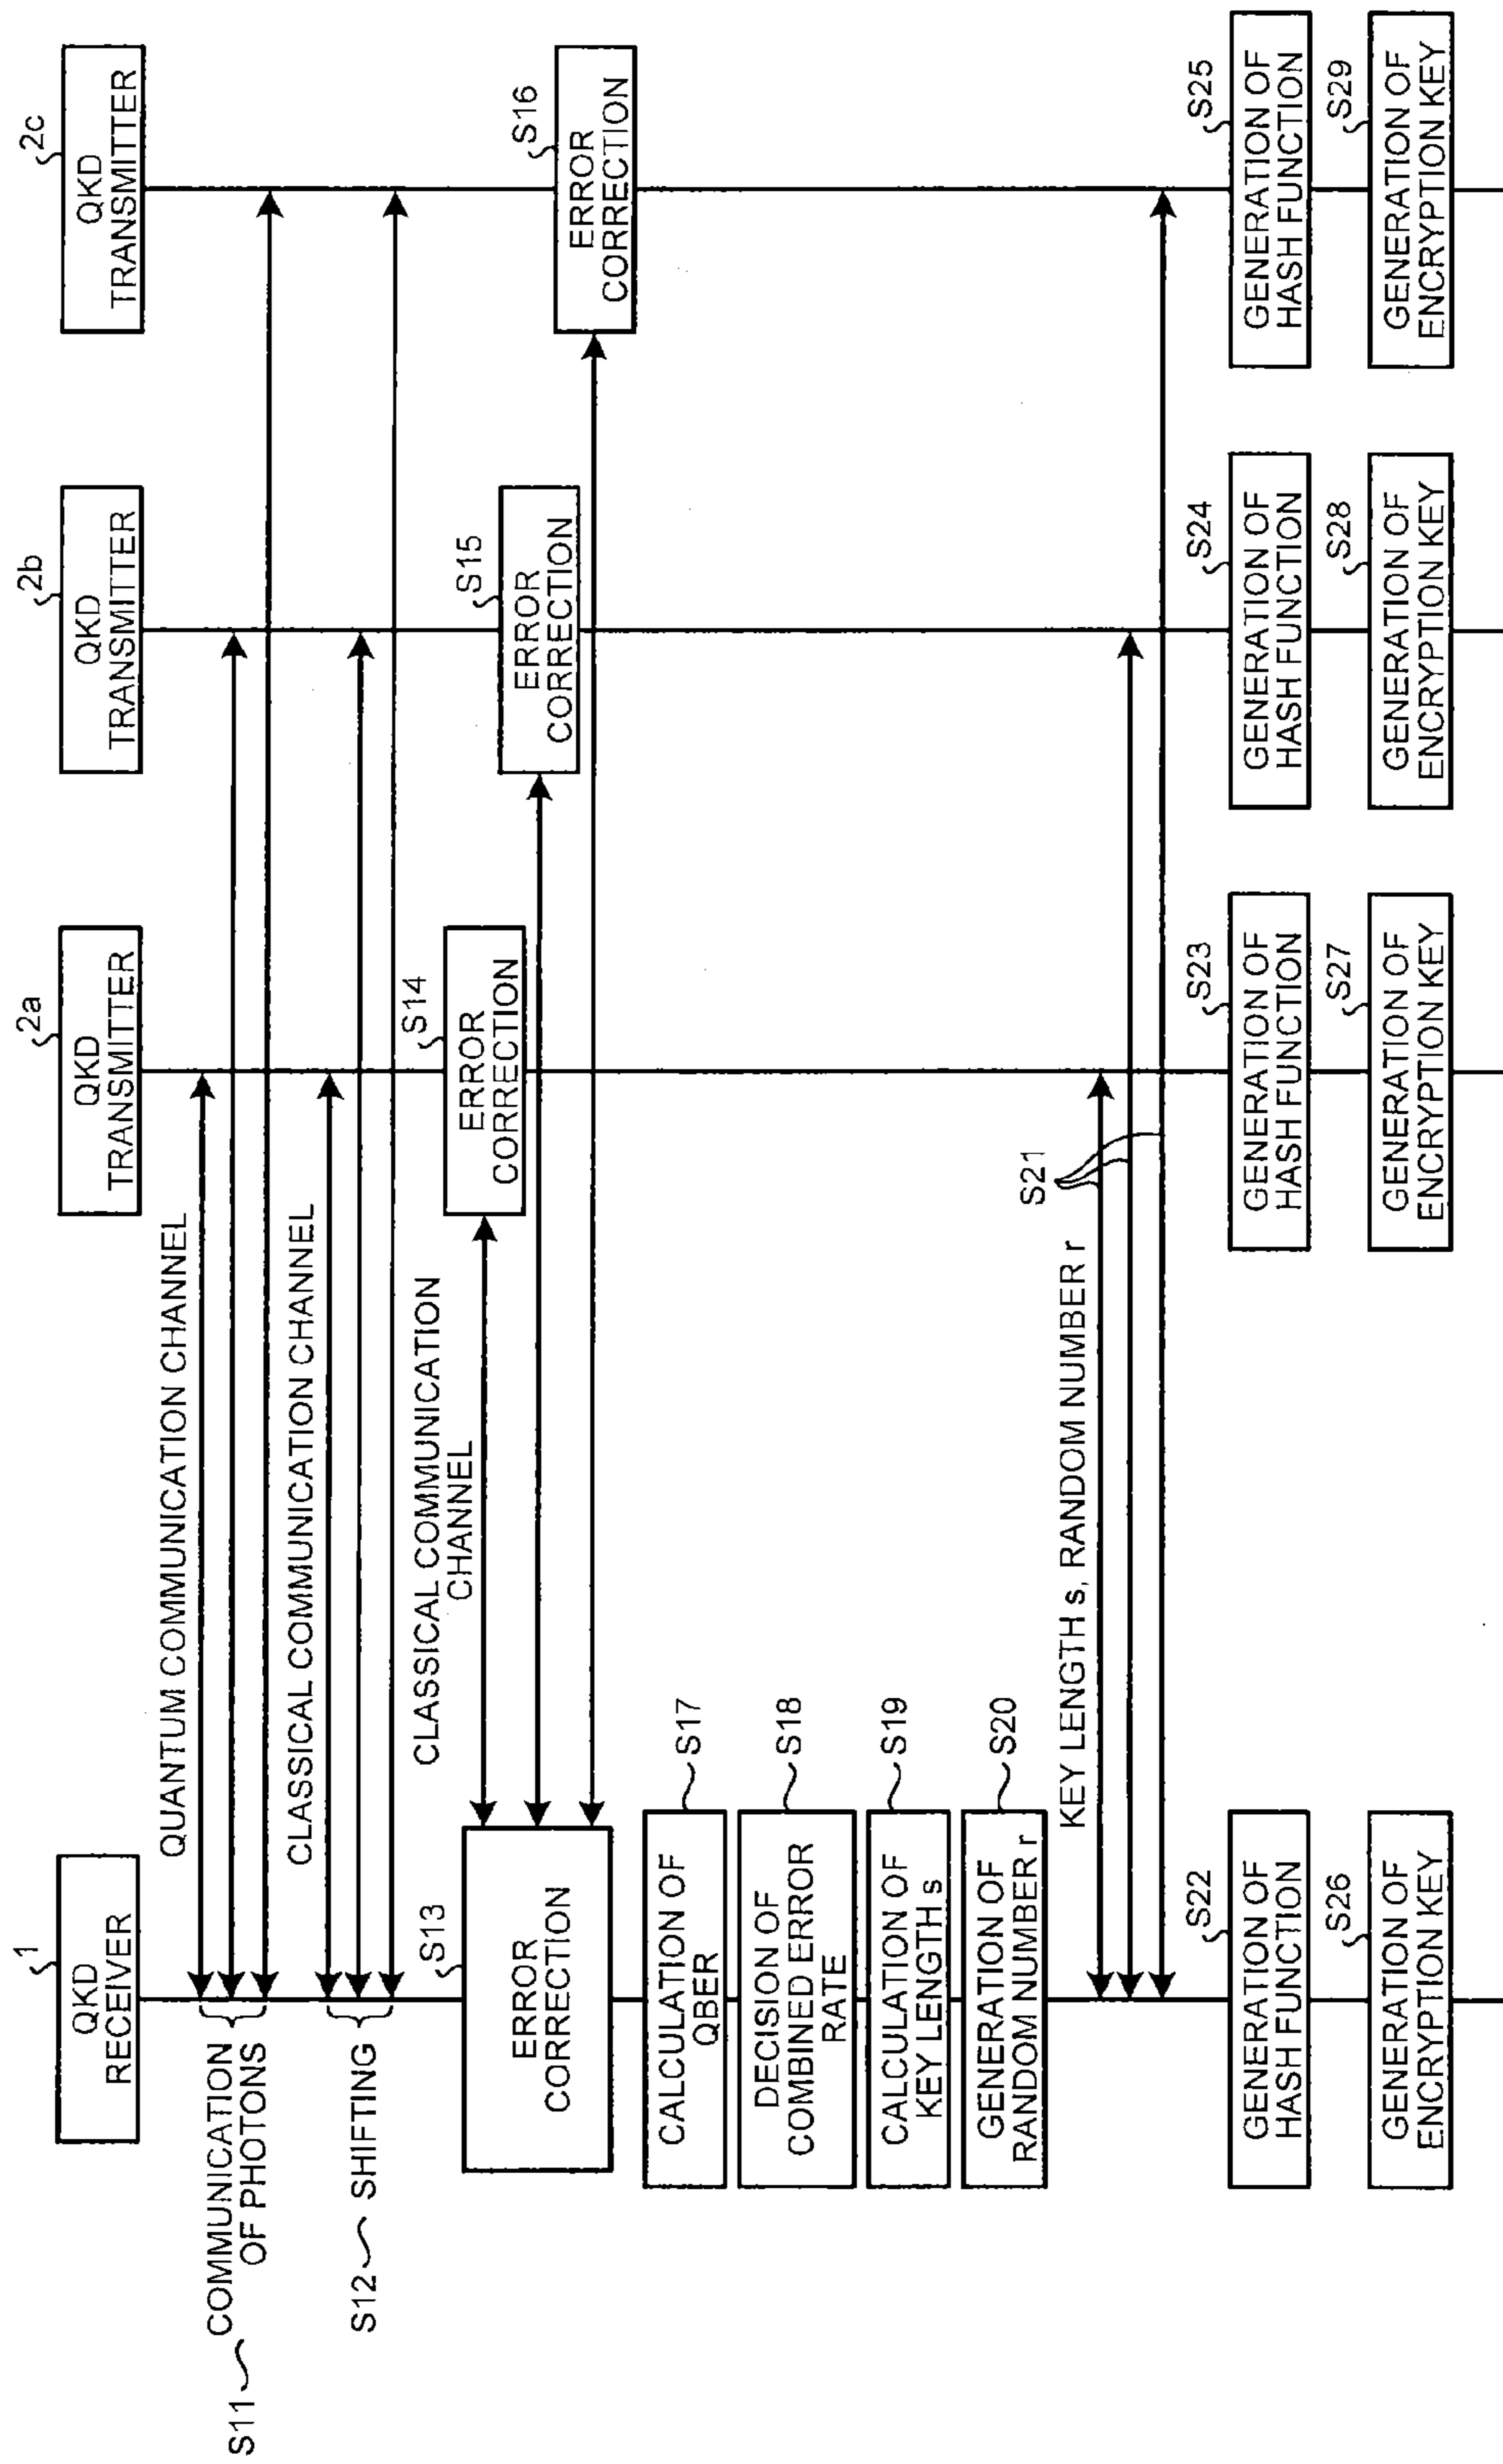 1
QKD
RECEIVER
2a
QKD
TRANSMITTER
2b
QKD
TRANSMITTER
2c
QKD
TRANSMITTER
QUANTUM COMMUNICATION CHANNEL
S11
COMMUNICATION
OF PHOTONS
CLASSICAL COMMUNICATION CHANNEL
S12
SHIFTING
CLASSICAL COMMUNICATION
CHANNEL
S13
ERROR
CORRECTION
S14
ERROR
CORRECTION
S15
ERROR
CORRECTION
S16
ERROR
CORRECTION
CALCULATION OF
QBER
S17
DECISION OF
COMBINED ERROR
RATE
S18
CALCULATION OF
KEY LENGTH s
S19
GENERATION OF
RANDOM NUMBER r
S20
KEY LENGTH s, RANDOM NUMBER r
S21
S22
GENERATION OF
HASH FUNCTION
S23
GENERATION OF
HASH FUNCTION
S24
GENERATION OF
HASH FUNCTION
S25
GENERATION OF
HASH FUNCTION
S26
GENERATION OF
ENCRYPTION KEY
S27
GENERATION OF
ENCRYPTION KEY
S28
GENERATION OF
ENCRYPTION KEY
S29
GENERATION OF
ENCRYPTION KEY